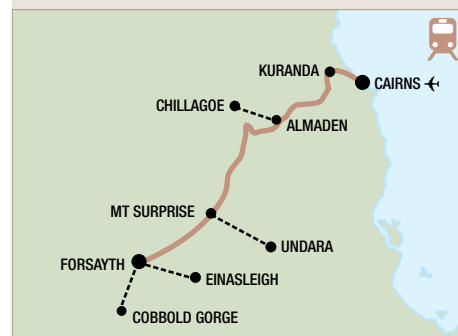 KURANDA
CAIRNS
CHILLAGOE
ALMADEN
MT SURPRISE
UNDARA
FORSAYTH
EINASLEIGH
COBBOLD GORGE